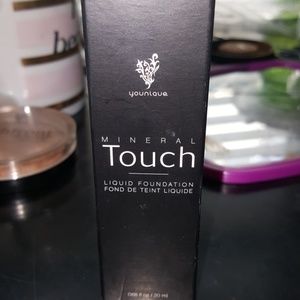 younique
MINERAL
Touch
LIQUID FOUNDATION
FOND DE TEINT LIQUIDE